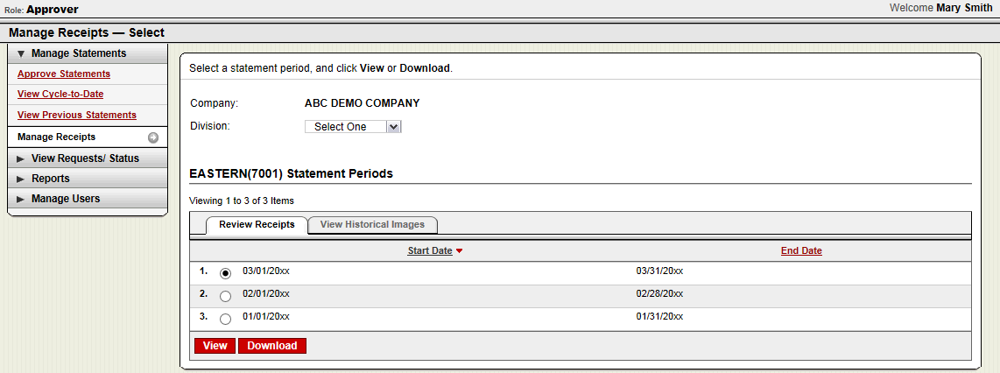 Role: Approver
Welcome Mary Smith
Manage Receipts — Select
Manage Statements
Approve Statements
View Cycle-to-Date
View Previous Statements
Manage Receipts
View Requests/ Status
Reports
Manage Users
Select a statement period, and click View or Download.
Company: ABC DEMO COMPANY
Division: Select One
EASTERN(7001) Statement Periods
Viewing 1 to 3 of 3 Items
Review Receipts View Historical Images
Start Date End Date
1. 03/01/20xx 03/31/20xx
2. 02/01/20xx 02/28/20xx
3. 01/01/20xx 01/31/20xx
View Download